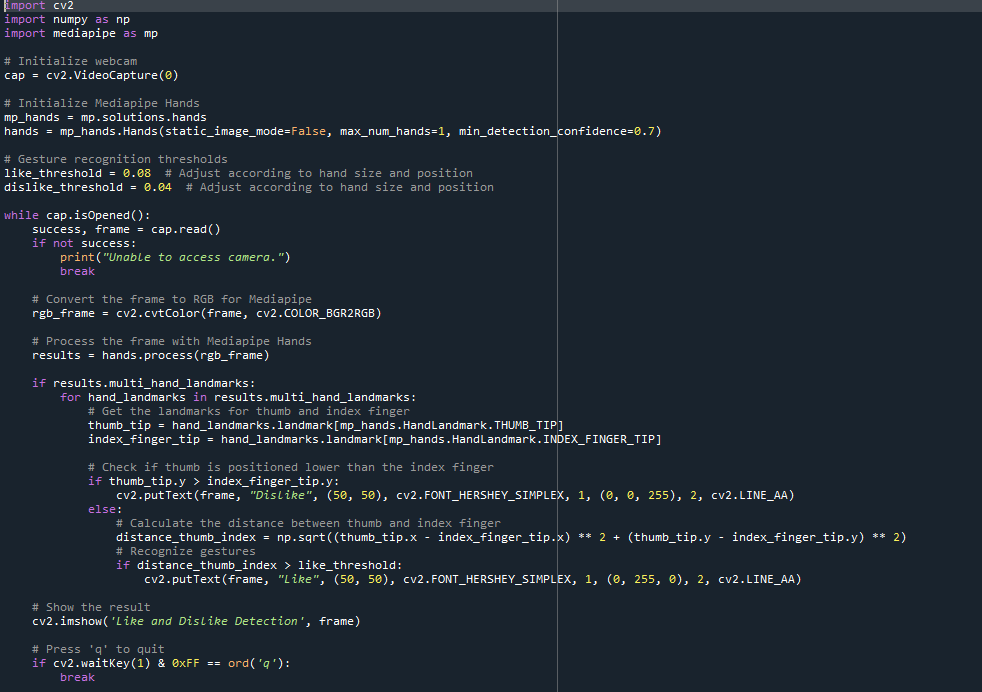 import cv2
import numpy as np
import mediapipe as mp

# Initialize webcam
cap = cv2.VideoCapture(0)

# Initialize Mediapipe Hands
mp_hands = mp.solutions.hands
hands = mp_hands.Hands(static_image_mode=False, max_num_hands=1, min_detection_confidence=0.7)

# Gesture recognition thresholds
like_threshold = 0.08  # Adjust according to hand size and position
dislike_threshold = 0.04  # Adjust according to hand size and position

while cap.isOpened():
    success, frame = cap.read()
    if not success:
        print("Unable to access camera.")
        break

    # Convert the frame to RGB for Mediapipe
    rgb_frame = cv2.cvtColor(frame, cv2.COLOR_BGR2RGB)

    # Process the frame with Mediapipe Hands
    results = hands.process(rgb_frame)

    if results.multi_hand_landmarks:
        for hand_landmarks in results.multi_hand_landmarks:
            # Get the landmarks for thumb and index finger
            thumb_tip = hand_landmarks.landmark[mp_hands.HandLandmark.THUMB_TIP]
            index_finger_tip = hand_landmarks.landmark[mp_hands.HandLandmark.INDEX_FINGER_TIP]

            # Check if thumb is positioned lower than the index finger
            if thumb_tip.y > index_finger_tip.y:
                cv2.putText(frame, "Dislike", (50, 50), cv2.FONT_HERSHEY_SIMPLEX, 1, (0, 0, 255), 2, cv2.LINE_AA)
            else:
                # Calculate the distance between thumb and index finger
                distance_thumb_index = np.sqrt((thumb_tip.x - index_finger_tip.x) ** 2 + (thumb_tip.y - index_finger_tip.y) ** 2)
                # Recognize gestures
                if distance_thumb_index > like_threshold:
                    cv2.putText(frame, "Like", (50, 50), cv2.FONT_HERSHEY_SIMPLEX, 1, (0, 255, 0), 2, cv2.LINE_AA)

    # Show the result
    cv2.imshow('Like and Dislike Detection', frame)

    # Press 'q' to quit
    if cv2.waitKey(1) & 0xFF == ord('q'):
        break